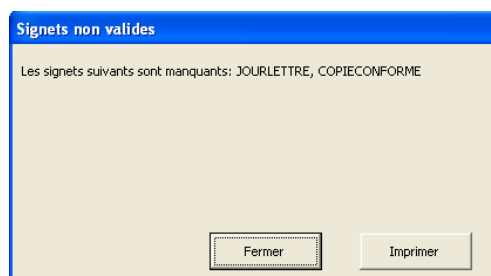 Signets non valides
Les signets suivants sont manquants: JOURLETTRE, COPIECONFORME
Fermer
Imprimer